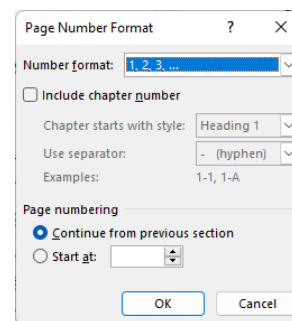 Page Number Format ? ×
Number format: 1, 2, 3, ...
Include chapter number
Chapter starts with style: Heading 1
Use separator: - (hyphen)
Examples: 1-1, 1-A
Page numbering
Continue from previous section
Start at:
OK Cancel